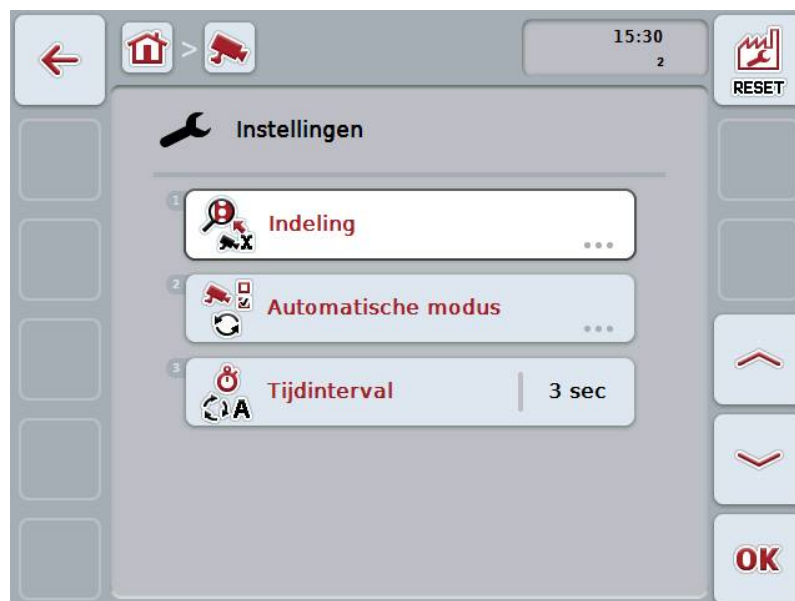 15:30
2
RESET
Instellingen
1
Indeling
X
...
2
Automatische modus
...
3
Tijdinterval
3 sec
A
OK